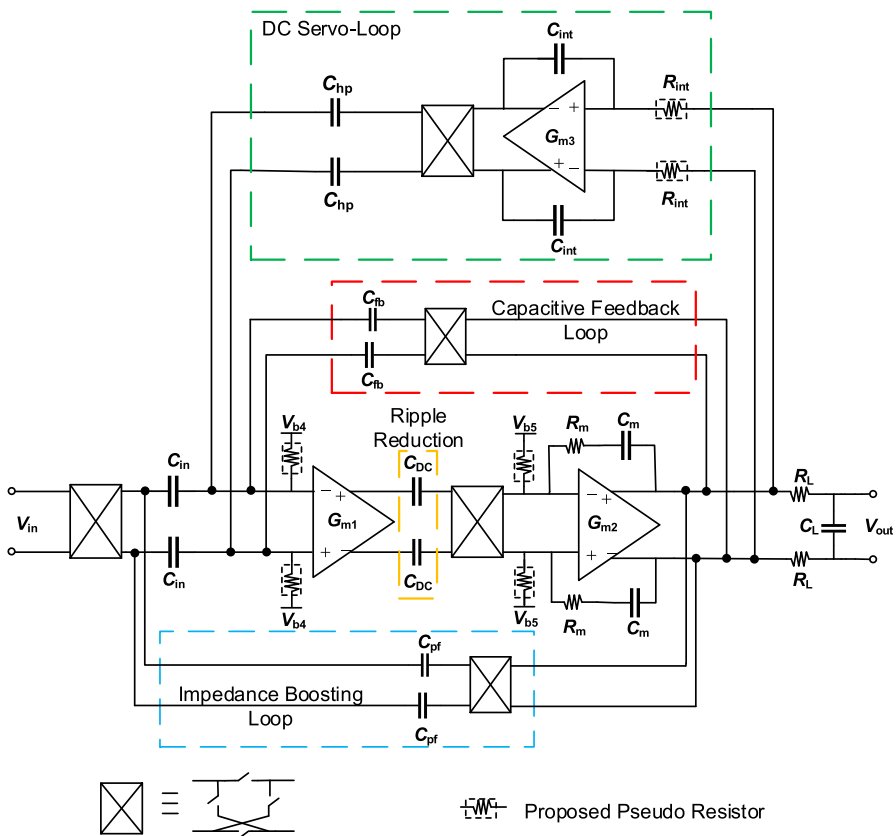 DC Servo-Loop
Cint
Chp
Rint
− +
Gm3
+ −
Chp
Rint
Cint
Cfb
Capacitive Feedback
Loop
Cfb
Vb4
Ripple
Reduction
Vb5
Rm
Cm
Cin
CDC
RL
− +
− +
Vin
Gm1
Gm2
CL
Vout
+ −
+ −
Cin
CDC
RL
Vb4
Vb5
Rm
Cm
Cpf
Impedance Boosting
Loop
Cpf
Proposed Pseudo Resistor